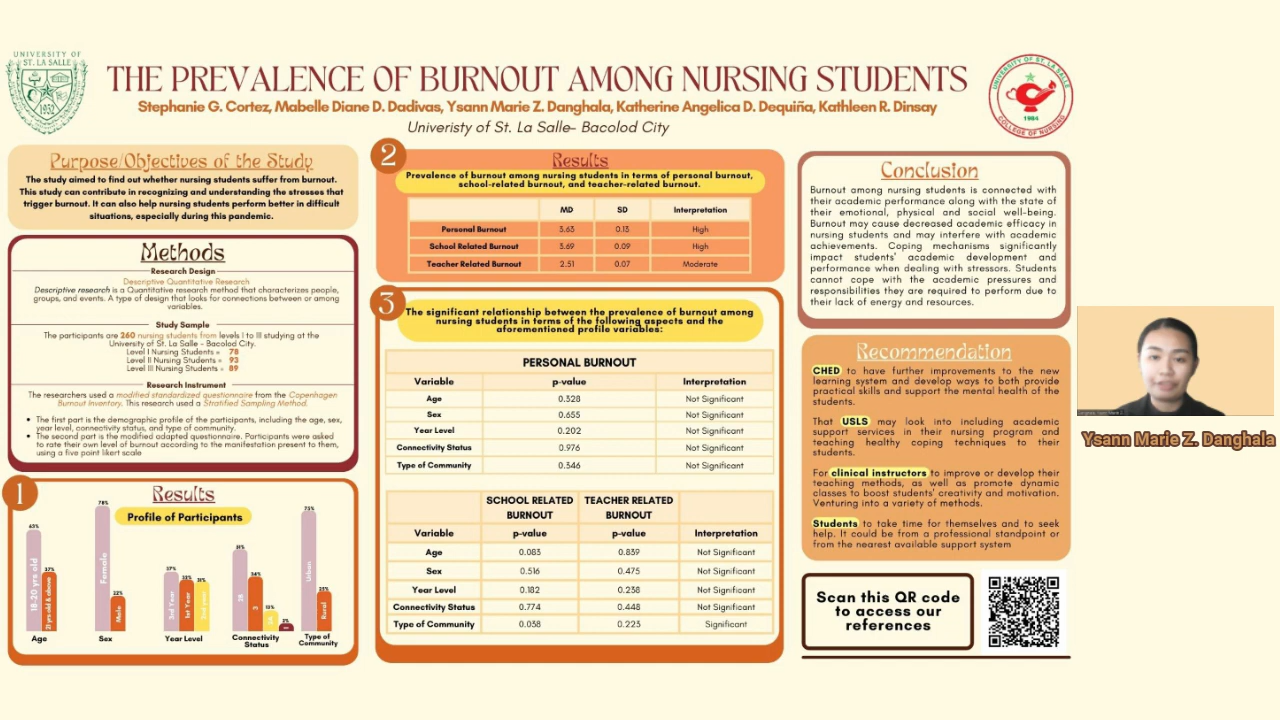 UNIVERSITY OF
ST. LA SALLE
1952
THE PREVALENCE OF BURNOUT AMONG NURSING STUDENTS
Stephanie G. Cortez, Mabelle Diane D. Dadivas, Ysann Marie Z. Danghala, Katherine Angelica D. Dequiña, Kathleen R. Dinsay
Univeristy of St. La Salle- Bacolod City
UNIVERSITY OF ST. LA SALLE
1984
COLLEGE OF NURSING
Purpose/Objectives of the Study
The study aimed to find out whether nursing students suffer from burnout.
This study can contribute in recognizing and understanding the stresses that
trigger burnout. It can also help nursing students perform better in difficult
situations, especially during this pandemic.
Methods
Research Design
Descriptive Quantitative Research
Descriptive research is a Quantitative research method that characterizes people,
groups, and events. A type of design that looks for connections between or among
variables.
Study Sample
The participants are 260 nursing students from levels I to III studying at the
University of St. La Salle - Bacolod City.
Level I Nursing Students = 78
Level II Nursing Students = 93
Level III Nursing Students = 89
Research Instrument
The researchers used a modified standardized questionnaire from the Copenhagen
Burnout Inventory. This research used a Stratified Sampling Method.
• The first part is the demographic profile of the participants, including the age, sex,
year level, connectivity status, and type of community.
• The second part is the modified adapted questionnaire. Participants were asked
to rate their own level of burnout according to the manifestation present to them,
using a five point likert scale
1
Results
Profile of Participants
63%
18-20 yrs old
37%
21 yrs old & above
Age
78%
Female
22%
Male
Sex
37%
3rd Year
32%
1st Year
31%
2nd year
Year Level
51%
34%
3
13%
2%
Connectivity
Status
73%
Urban
25%
Rural
Type of
Community
2
Results
Prevalence of burnout among nursing students in terms of personal burnout,
school-related burnout, and teacher-related burnout.
MD SD Interpretation
Personal Burnout 3.63 0.13 High
School Related Burnout 3.69 0.09 High
Teacher Related Burnout 2.51 0.07 Moderate
3
The significant relationship between the prevalence of burnout among
nursing students in terms of the following aspects and the
aforementioned profile variables:
PERSONAL BURNOUT
Variable p-value Interpretation
Age 0.328 Not Significant
Sex 0.655 Not Significant
Year Level 0.202 Not Significant
Connectivity Status 0.976 Not Significant
Type of Community 0.346 Not Significant
SCHOOL RELATED BURNOUT TEACHER RELATED BURNOUT
Variable p-value p-value Interpretation
Age 0.083 0.839 Not Significant
Sex 0.516 0.475 Not Significant
Year Level 0.182 0.238 Not Significant
Connectivity Status 0.774 0.448 Not Significant
Type of Community 0.038 0.223 Significant
Conclusion
Burnout among nursing students is connected with
their academic performance along with the state of
their emotional, physical and social well-being.
Burnout may cause decreased academic efficacy in
nursing students and may interfere with academic
achievements. Coping mechanisms significantly
impact students' academic development and
performance when dealing with stressors. Students
cannot cope with the academic pressures and
responsibilities they are required to perform due to
their lack of energy and resources.
Recommendation
CHED to have further improvements to the new
learning system and develop ways to both provide
practical skills and support the mental health of the
students.
That USLS may look into including academic
support services in their nursing program and
teaching healthy coping techniques to their
students.
For clinical instructors to improve or develop their
teaching methods, as well as promote dynamic
classes to boost students' creativity and motivation.
Venturing into a variety of methods.
Students to take time for themselves and to seek
help. It could be from a professional standpoint or
from the nearest available support system
Scan this QR code
to access our
references
Ysann Marie Z. Danghala